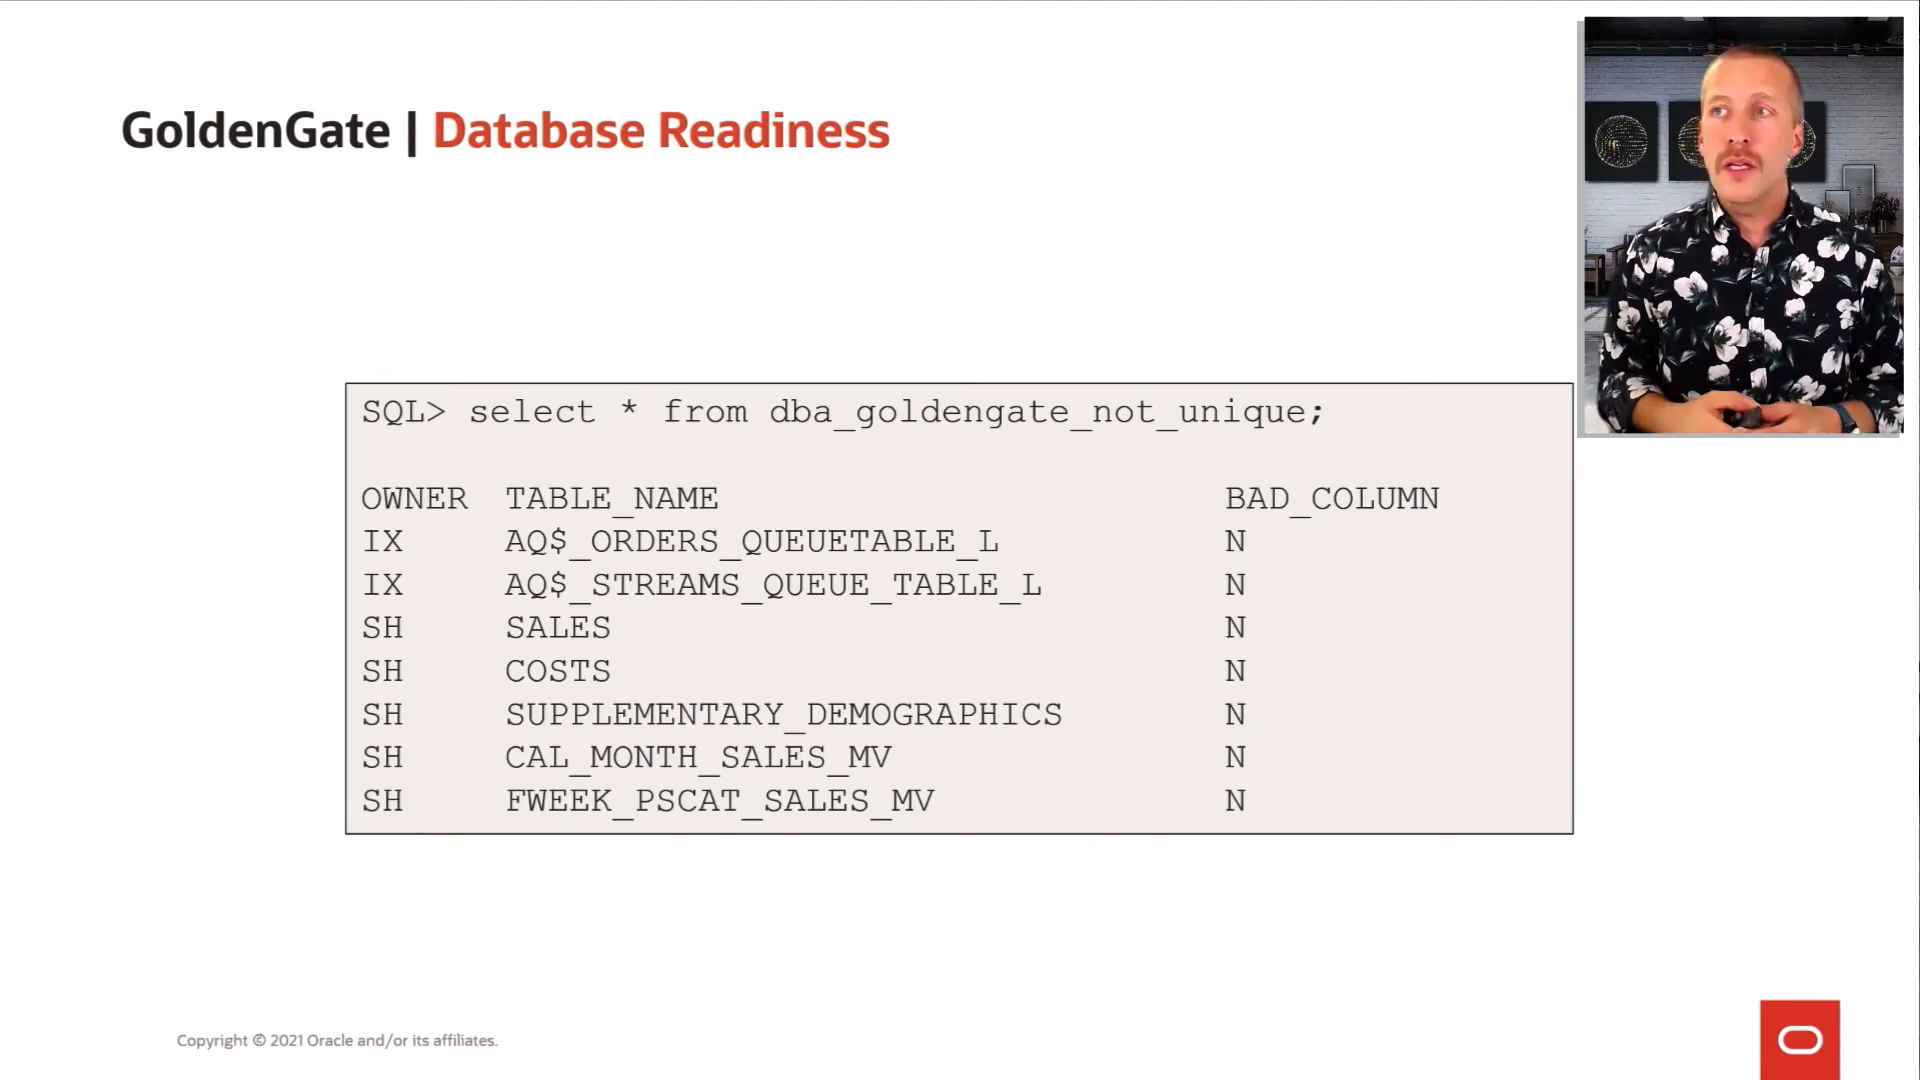 GoldenGate | Database Readiness
SQL> select * from dba_goldengate_not_unique;
OWNER TABLE_NAME BAD_COLUMN
IX AQ$_ORDERS_QUEUETABLE_L N
IX AQ$_STREAMS_QUEUE_TABLE_L N
SH SALES N
SH COSTS N
SH SUPPLEMENTARY_DEMOGRAPHICS N
SH CAL_MONTH_SALES_MV N
SH FWEEK_PSCAT_SALES_MV N
Copyright © 2021 Oracle and/or its affiliates.